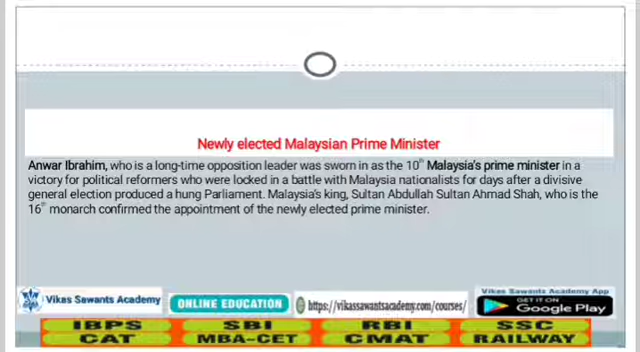 Newly elected Malaysian Prime Minister
Anwar Ibrahim, who is a long-time opposition leader was sworn in as the 10th Malaysia's prime minister in a
victory for political reformers who were locked in a battle with Malaysia nationalists for days after a divisive
general election produced a hung Parliament. Malaysia's king, Sultan Abdullah Sultan Ahmad Shah, who is the
16th monarch confirmed the appointment of the newly elected prime minister.
Vikas Sawants Academy
ONLINE EDUCATION
https://vikassawantsacademy.com/courses/
Vikas Sawants Academy App
GET IT ON
Google Play
IBPS SBI RBI SSC
CAT MBA-CET CMAT RAILWAY